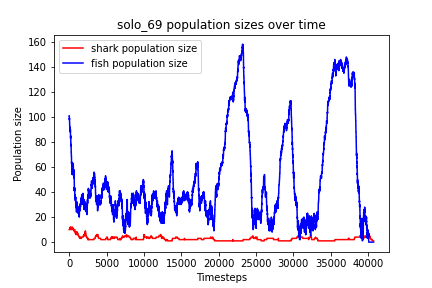 solo_69 population sizes over time
shark population size
fish population size
Population size
160
140
120
100
80
60
40
20
0
0 5000 10000 15000 20000 25000 30000 35000 40000
Timesteps